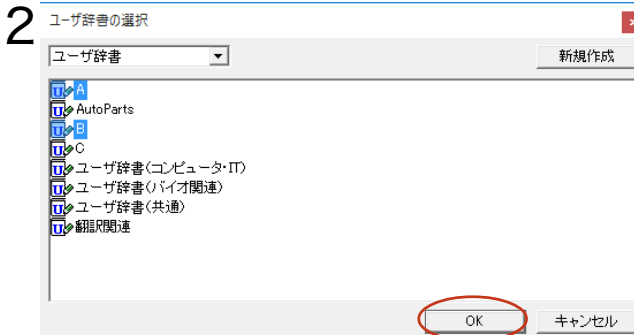 2
ユーザ辞書の選択
ユーザ辞書
新規作成
A
AutoParts
B
C
ユーザ辞書(コンピュータ・IT)
ユーザ辞書(バイオ関連)
ユーザ辞書(共通)
翻訳関連
OK
キャンセル